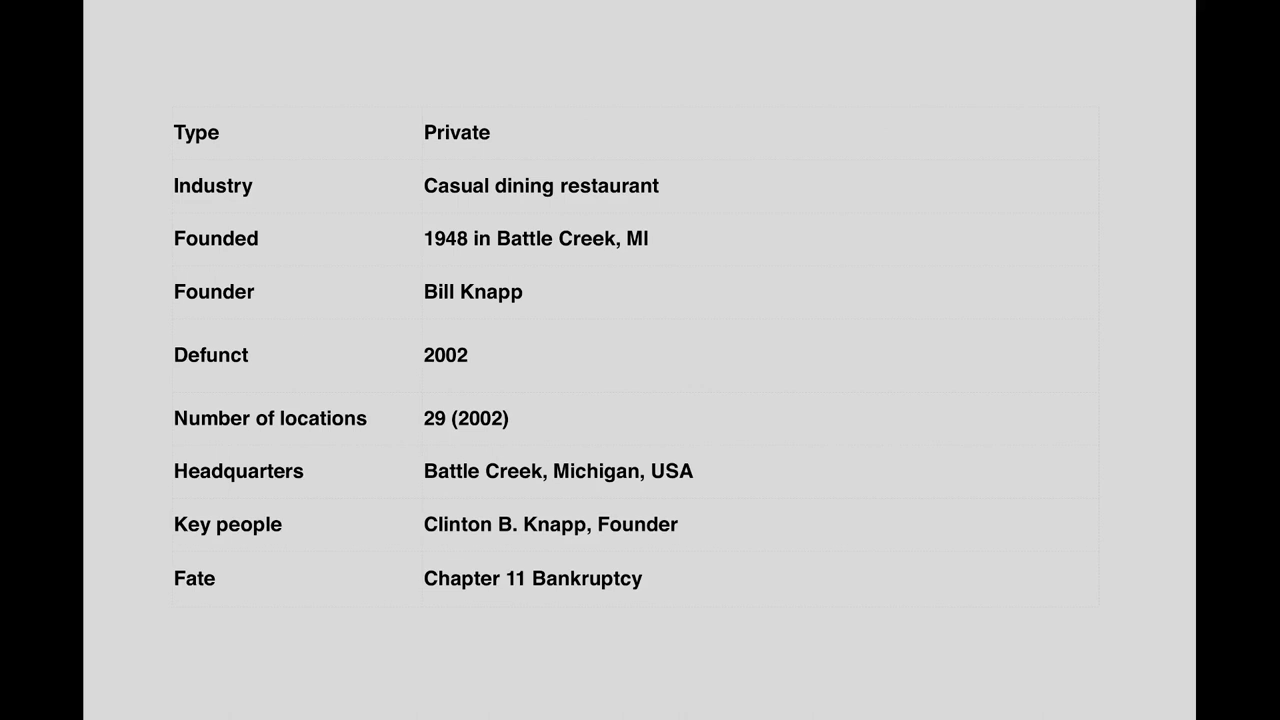 Type Private
Industry Casual dining restaurant
Founded 1948 in Battle Creek, MI
Founder Bill Knapp
Defunct 2002
Number of locations 29 (2002)
Headquarters Battle Creek, Michigan, USA
Key people Clinton B. Knapp, Founder
Fate Chapter 11 Bankruptcy